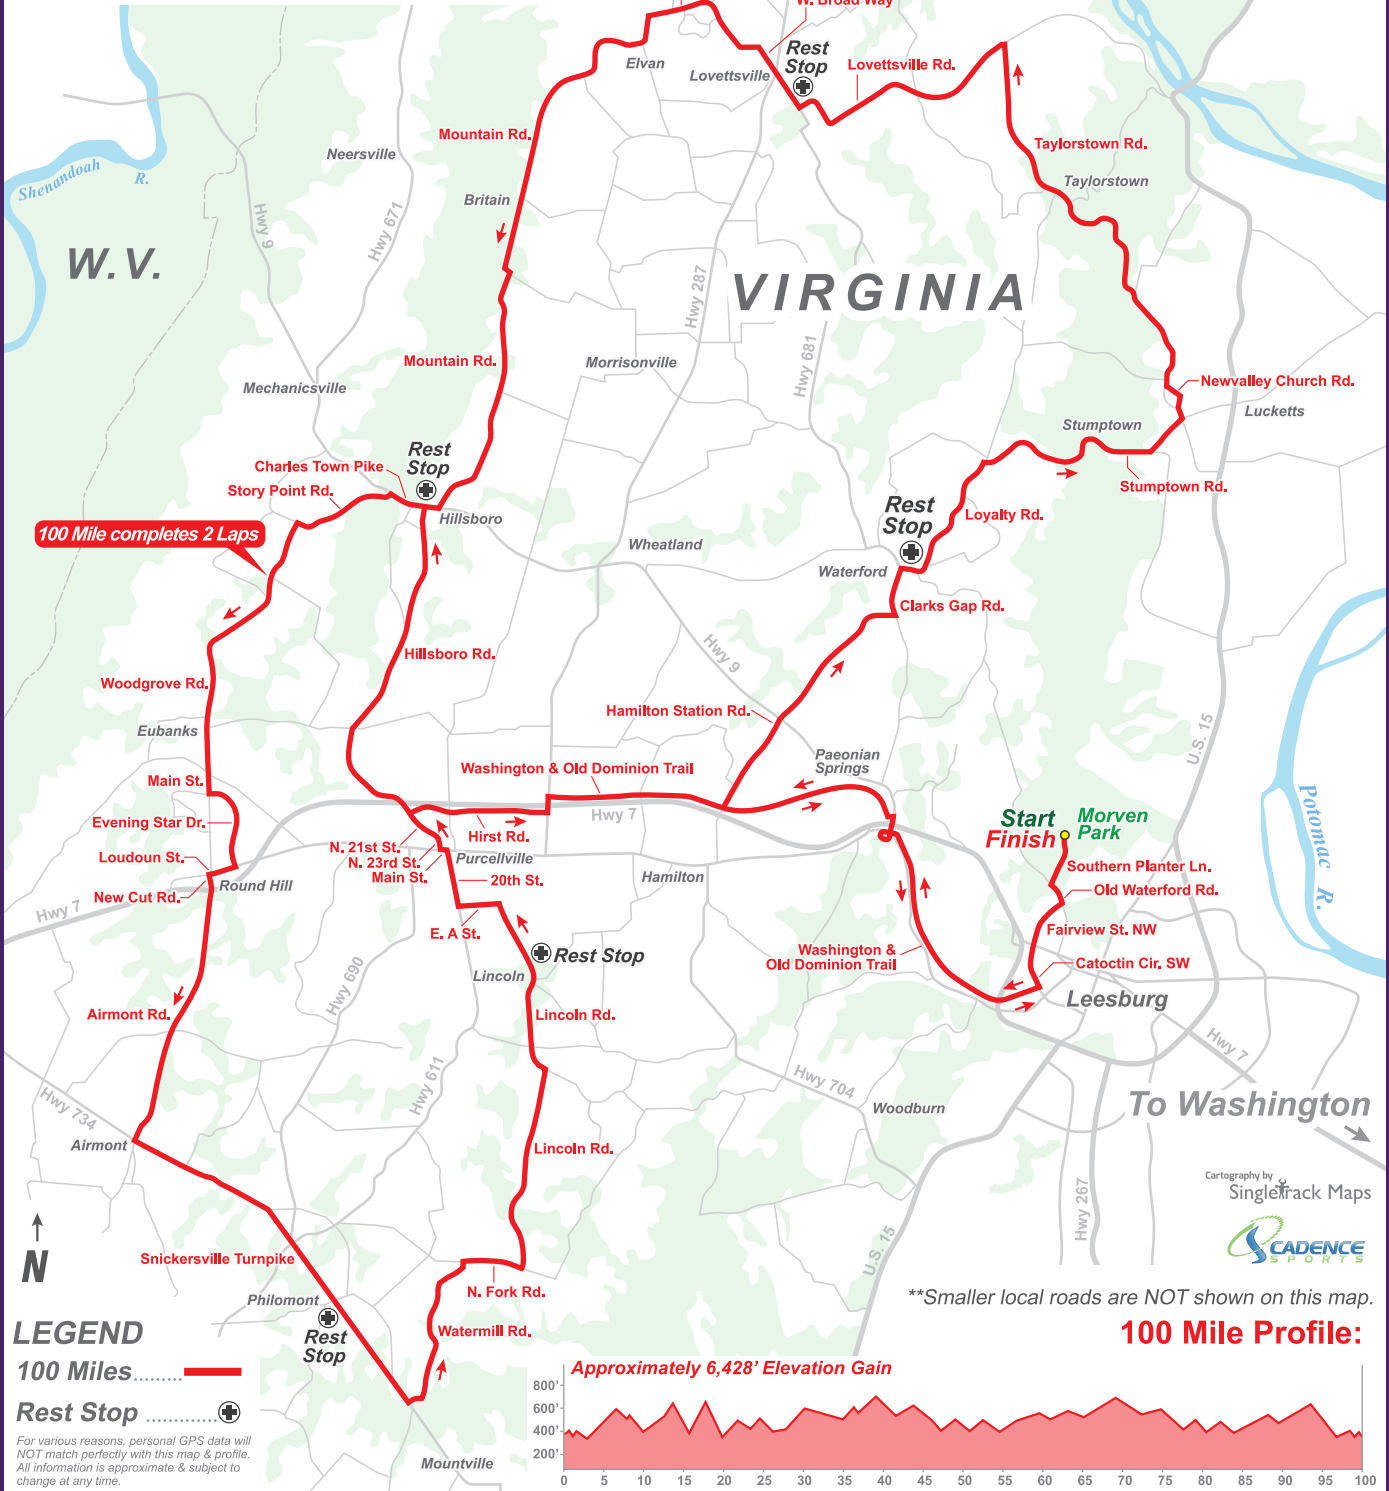 W. Broad Way
Rest
Stop
Elvan
Lovettsville
Lovettsville Rd.
Mountain Rd.
Taylorstown Rd.
Neersville
Taylorstown
Shenandoah
R.
Britain
Hwy 9
Hwy 671
W.V.
Hwy 287
VIRGINIA
Hwy 681
Mountain Rd.
Morrisonville
Mechanicsville
Newvalley Church Rd.
Lucketts
Stumptown
Rest
Stop
Charles Town Pike
Story Point Rd.
Stumptown Rd.
Hillsboro
Rest
Stop
Loyalty Rd.
100 Mile completes 2 Laps
Wheatland
Waterford
Clarks Gap Rd.
Hwy 9
Hillsboro Rd.
Woodgrove Rd.
Hamilton Station Rd.
Eubanks
U.S. 15
Paeonian
Springs
Washington & Old Dominion Trail
Main St.
Hwy 7
Evening Star Dr.
Start
Finish
Morven
Park
Potomac R.
Hirst Rd.
N. 21st St.
N. 23rd St.
Main St.
Purcellville
Loudoun St.
Southern Planter Ln.
20th St.
Hamilton
Round Hill
Old Waterford Rd.
New Cut Rd.
Hwy 7
Fairview St. NW
E. A St.
Rest Stop
Washington &
Old Dominion Trail
Catoctin Cir. SW
Lincoln
Hwy 690
Leesburg
Airmont Rd.
Lincoln Rd.
Hwy 7
Hwy 611
Hwy 704
Hwy 734
Woodburn
To Washington
Airmont
Lincoln Rd.
Cartography by
SingleTrack Maps
Hwy 267
U.S. 15
CADENCE
SPORTS
N
Snickersville Turnpike
N. Fork Rd.
Philomont
**Smaller local roads are NOT shown on this map.
Rest
Stop
Watermill Rd.
LEGEND
100 Miles.........
Rest Stop ............
For various reasons, personal GPS data will
NOT match perfectly with this map & profile.
All information is approximate & subject to
change at any time.
Mountville
100 Mile Profile:
Approximately 6,428' Elevation Gain
800'
600'
400'
200'
0 5 10 15 20 25 30 35 40 45 50 55 60 65 70 75 80 85 90 95 100